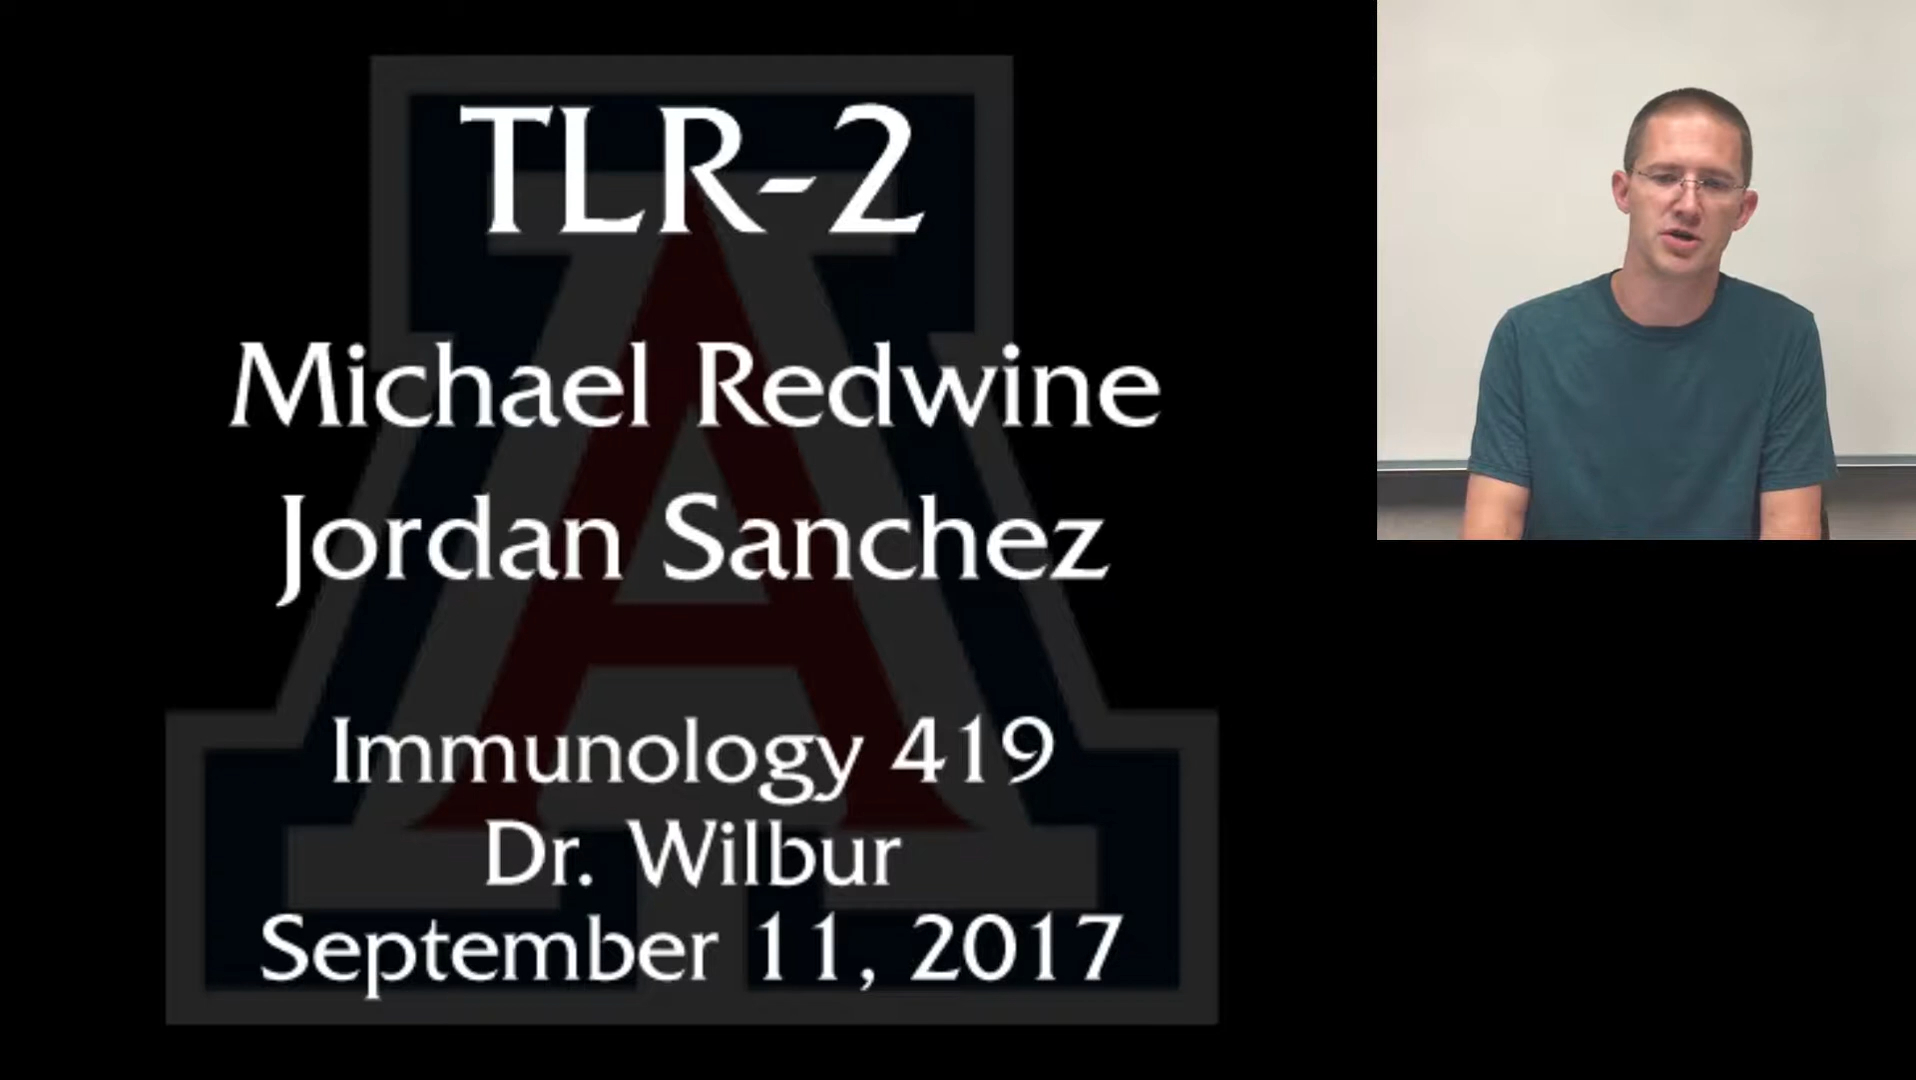 TLR-2
Michael Redwine
Jordan Sanchez
Immunology 419
Dr. Wilbur
September 11, 2017